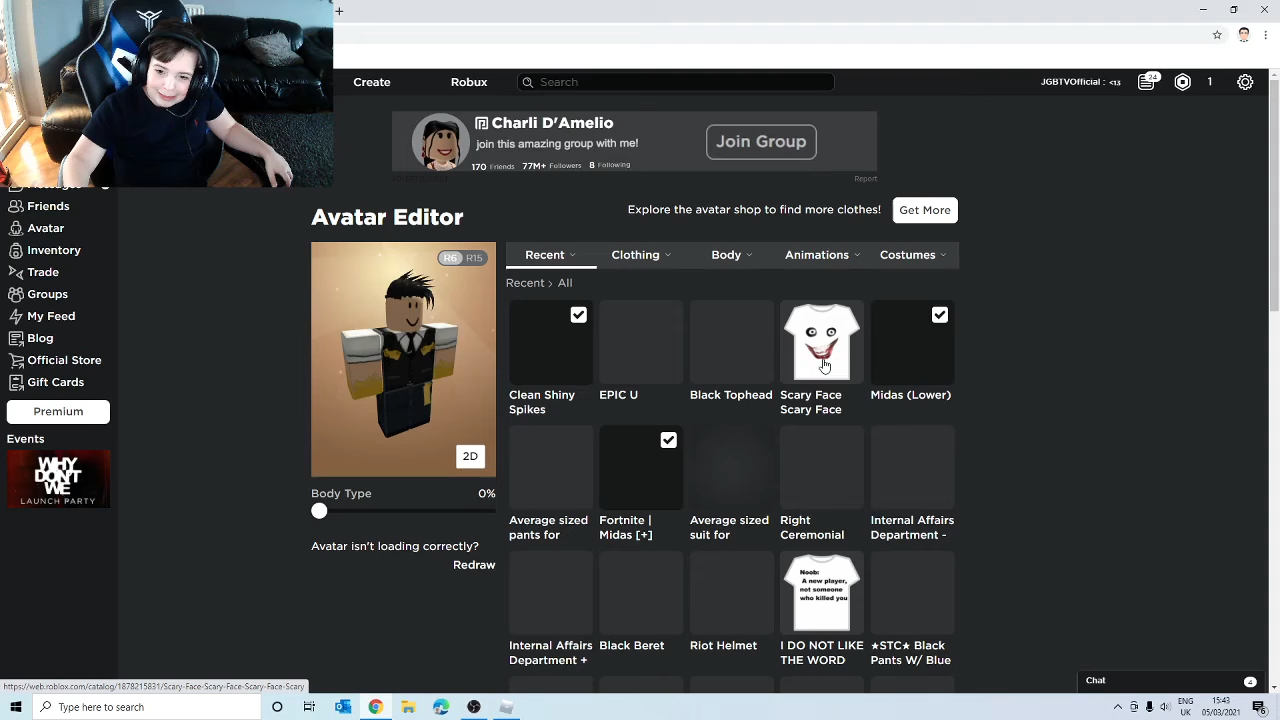 Create
Robux
Search
JGBTVOfficial : <13
24
1
Charli D'Amelio
join this amazing group with me!
170 Friends 77M+ Followers 8 Following
Join Group
Report
Friends
Avatar
Inventory
Trade
Groups
My Feed
Blog
Official Store
Gift Cards
Premium
Events
WHY
DON'T
WE
LAUNCH PARTY
Avatar Editor
Explore the avatar shop to find more clothes!
Get More
R6 R15
2D
Body Type 0%
Avatar isn't loading correctly?
Redraw
Recent
Clothing
Body
Animations
Costumes
Recent > All
Clean Shiny
Spikes
EPIC U
Black Tophead
Scary Face
Scary Face
Midas (Lower)
Average sized
pants for
Fortnite |
Midas [+]
Average sized
suit for
Right
Ceremonial
Internal Affairs
Department -
Noob:
A new player,
not someone
who killed you
Internal Affairs
Department +
Black Beret
Riot Helmet
I DO NOT LIKE
THE WORD
★STC★ Black
Pants W/ Blue
Chat
4
https://web.roblox.com/catalog/1878215831/Scary-Face-Scary-Face-Scary-Face-Scary
Type here to search
ENG
UK
15:43
05/03/2021
6